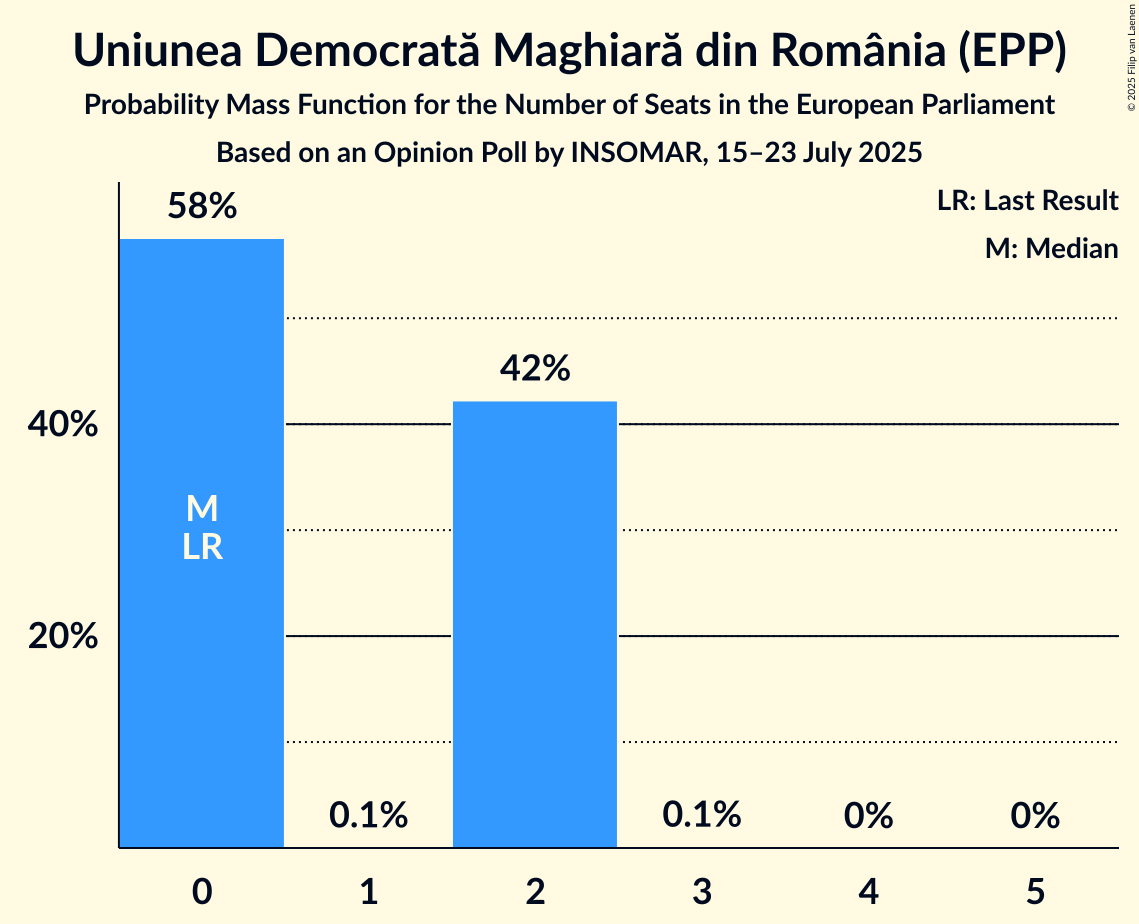 Uniunea Democrată Maghiară din România (EPP)
Probability Mass Function for the Number of Seats in the European Parliament
Based on an Opinion Poll by INSOMAR, 15–23 July 2025
© 2025 Filip van Laenen
LR: Last Result
M: Median
58%
42%
40%
M
LR
20%
0.1%
0.1%
0%
0%
0
1
2
3
4
5